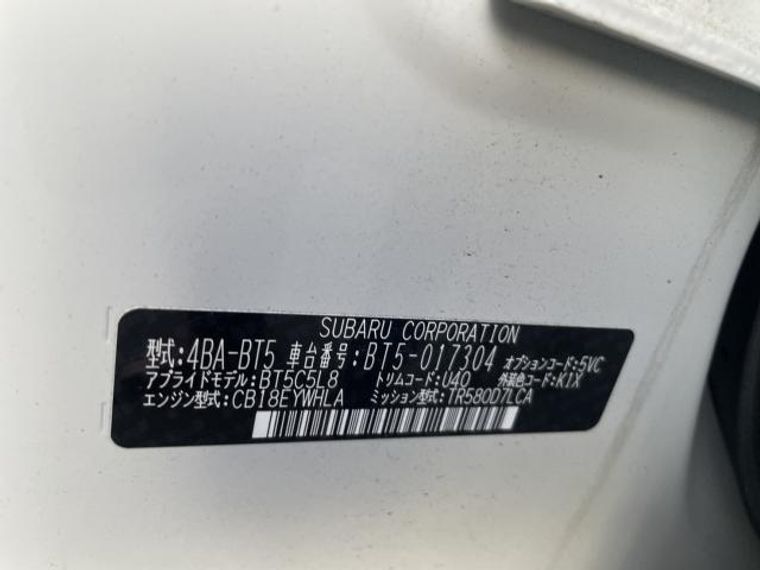 SUBARU CORPORATION
型式:4BA-BT5 車台番号:BT5-017304 オプションコード:5VC
アプライドモデル:BT5C5L8 トリムコード:U40 外装色コード:K1X
エンジン型式:CB18EYWHLA ミッション型式:TR580D7LCA